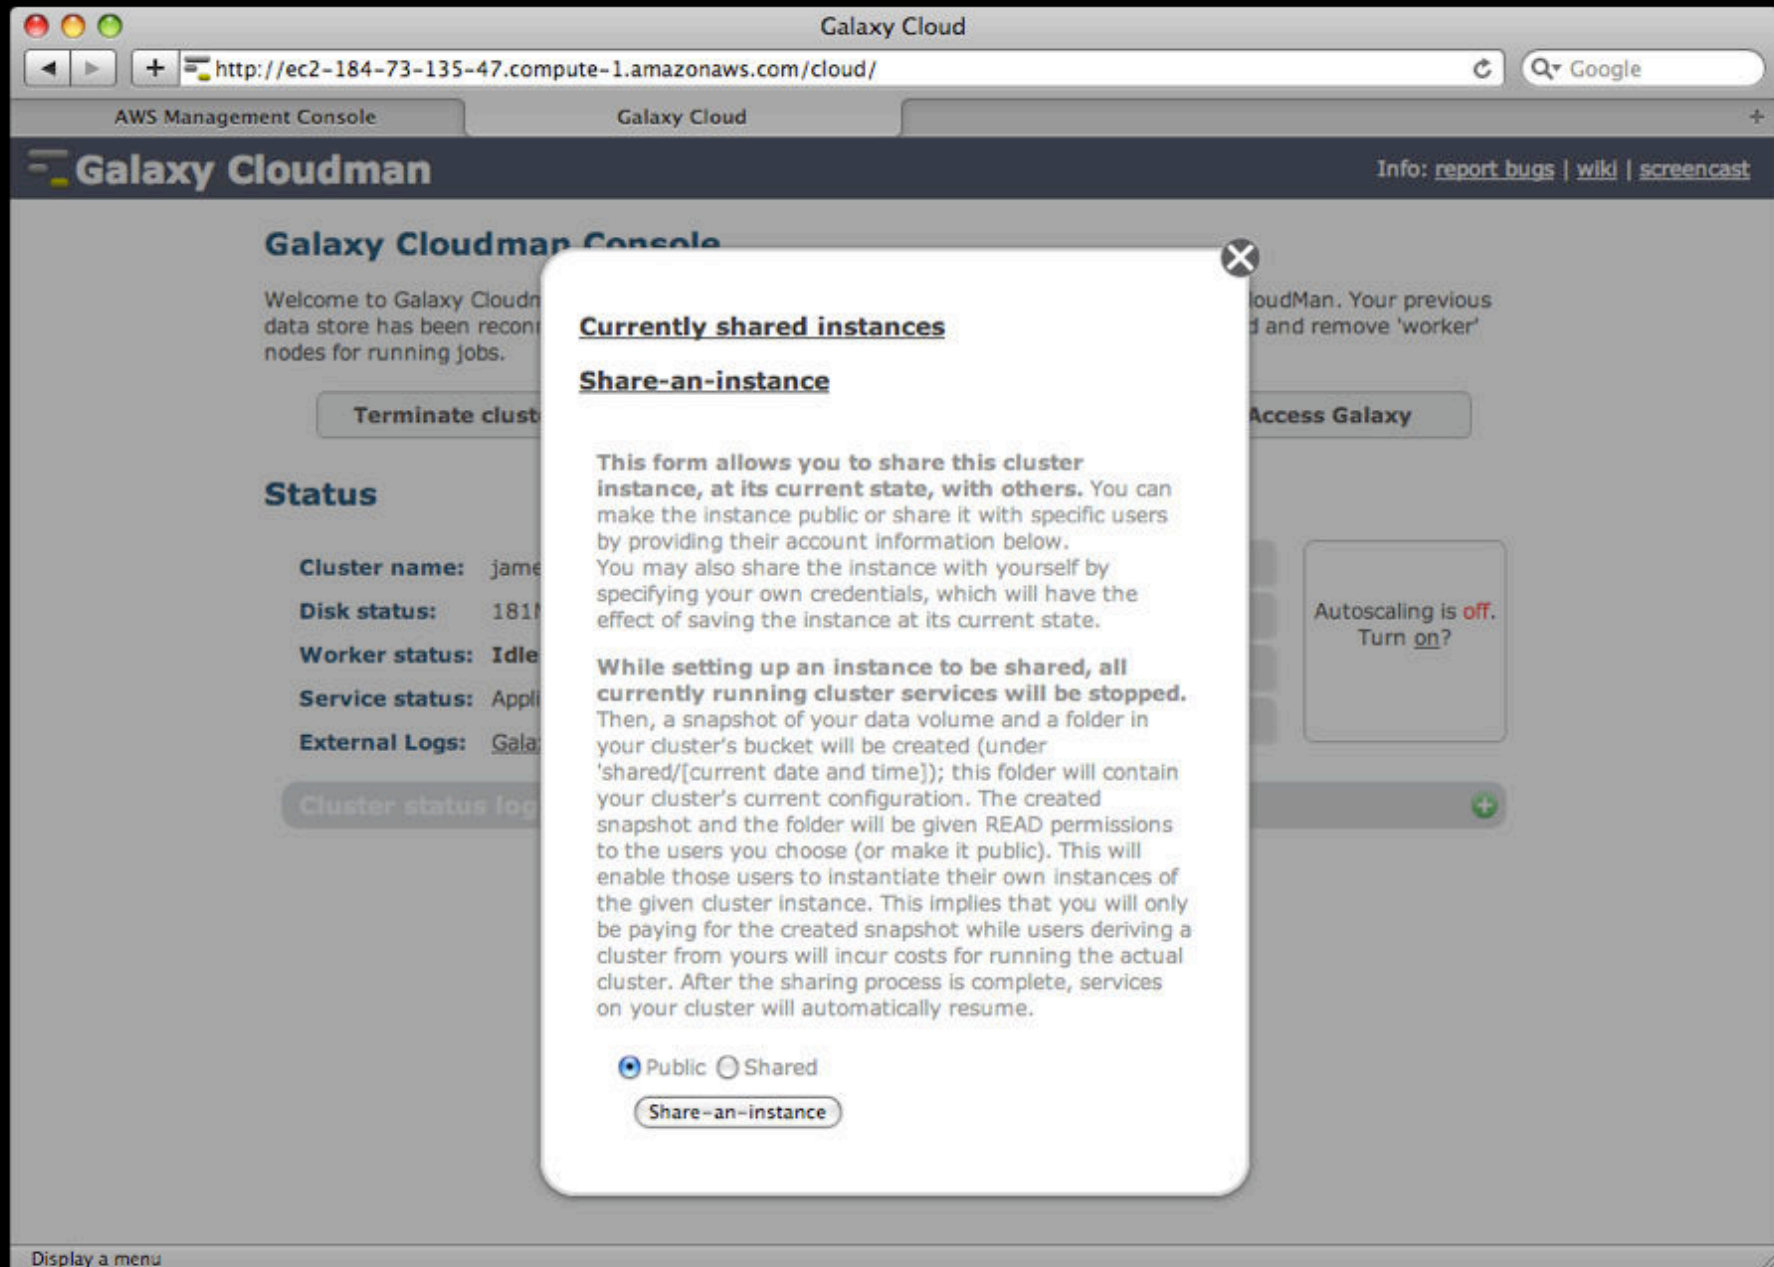 Galaxy Cloud
http://ec2-184-73-135-47.compute-1.amazonaws.com/cloud/
Google
AWS Management Console
Galaxy Cloud
Galaxy Cloudman
Info: report bugs | wiki | screencast
Galaxy Cloudman Console
Welcome to Galaxy Cloudm
loudMan. Your previous
data store has been recon
d and remove 'worker'
nodes for running jobs.
Terminate clust
Access Galaxy
Status
Cluster name: jame
Disk status: 181
Worker status: Idle
Service status: Appli
External Logs: Gala
Autoscaling is off.
Turn on?
Cluster status log
Currently shared instances
Share-an-instance
This form allows you to share this cluster
instance, at its current state, with others. You can
make the instance public or share it with specific users
by providing their account information below.
You may also share the instance with yourself by
specifying your own credentials, which will have the
effect of saving the instance at its current state.
While setting up an instance to be shared, all
currently running cluster services will be stopped.
Then, a snapshot of your data volume and a folder in
your cluster's bucket will be created (under
'shared/[current date and time]); this folder will contain
your cluster's current configuration. The created
snapshot and the folder will be given READ permissions
to the users you choose (or make it public). This will
enable those users to instantiate their own instances of
the given cluster instance. This implies that you will only
be paying for the created snapshot while users deriving a
cluster from yours will incur costs for running the actual
cluster. After the sharing process is complete, services
on your cluster will automatically resume.
Public Shared
Share-an-instance
Display a menu